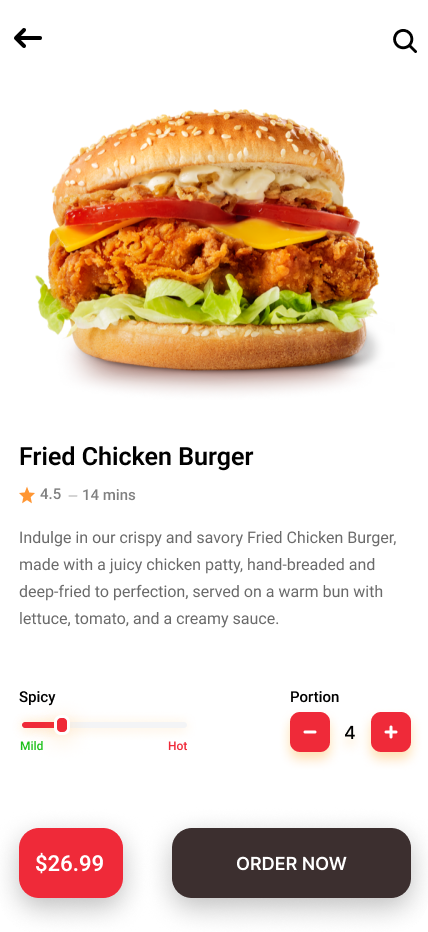 Fried Chicken Burger
4.5 – 14 mins
Indulge in our crispy and savory Fried Chicken Burger,
made with a juicy chicken patty, hand-breaded and
deep-fried to perfection, served on a warm bun with
lettuce, tomato, and a creamy sauce.
Spicy
Mild Hot
Portion
4
$26.99
ORDER NOW